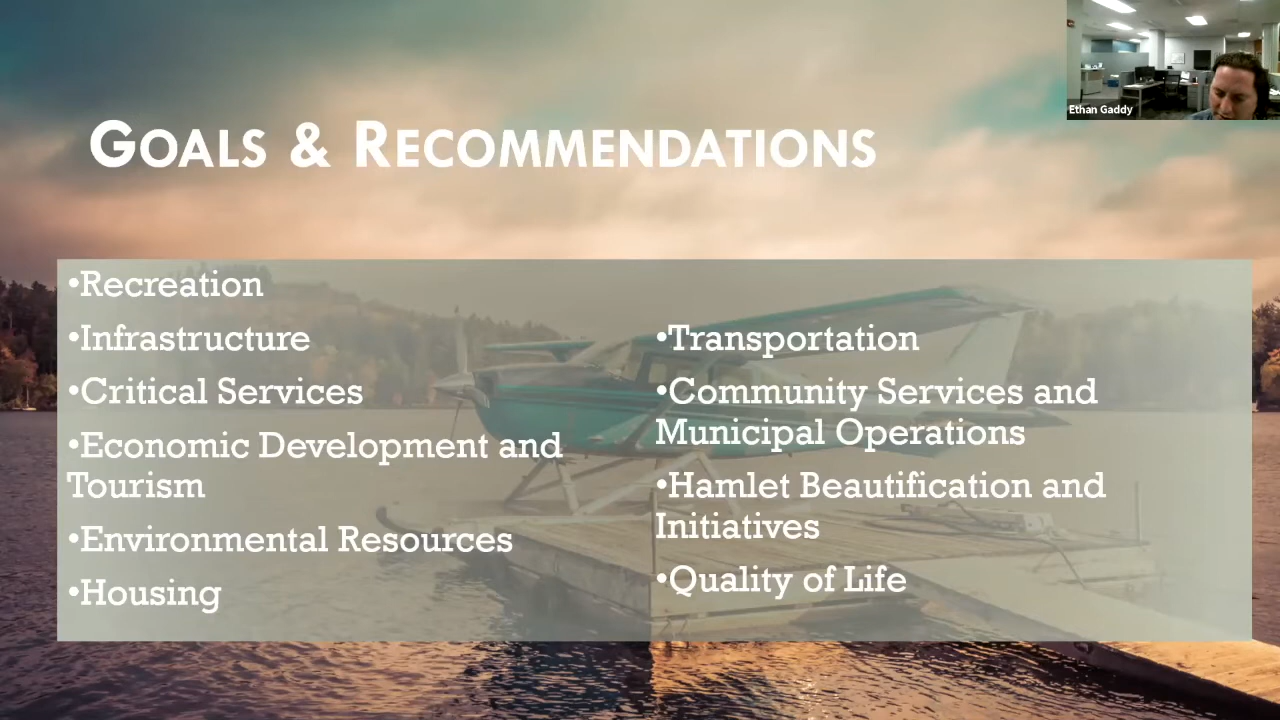 Ethan Gaddy
GOALS & RECOMMENDATIONS
•Recreation
•Infrastructure
•Critical Services
•Economic Development and
Tourism
•Environmental Resources
•Housing
•Transportation
•Community Services and
Municipal Operations
•Hamlet Beautification and
Initiatives
•Quality of Life